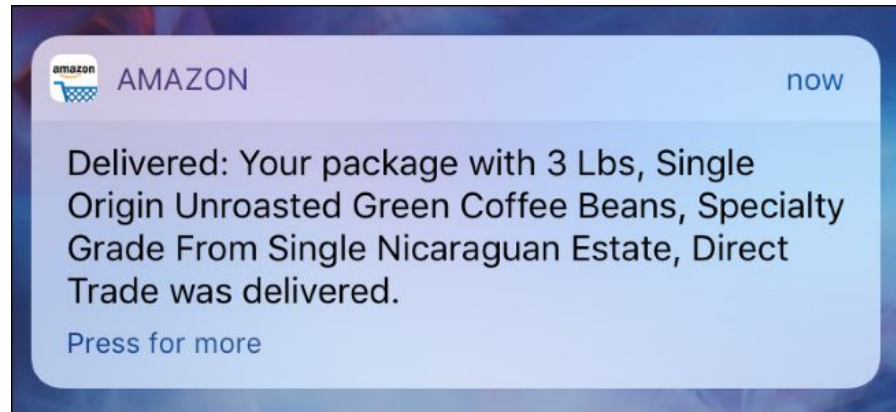 amazon
AMAZON now
Delivered: Your package with 3 Lbs, Single
Origin Unroasted Green Coffee Beans, Specialty
Grade From Single Nicaraguan Estate, Direct
Trade was delivered.
Press for more